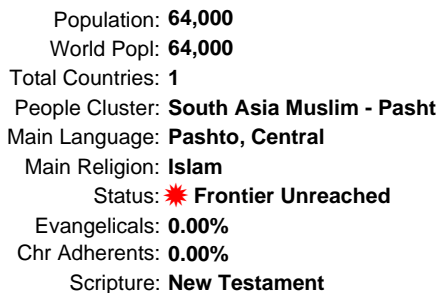 Population: 64,000
World Popl: 64,000
Total Countries: 1
People Cluster: South Asia Muslim - Pasht
Main Language: Pashto, Central
Main Religion: Islam
Status: Frontier Unreached
Evangelicals: 0.00%
Chr Adherents: 0.00%
Scripture: New Testament